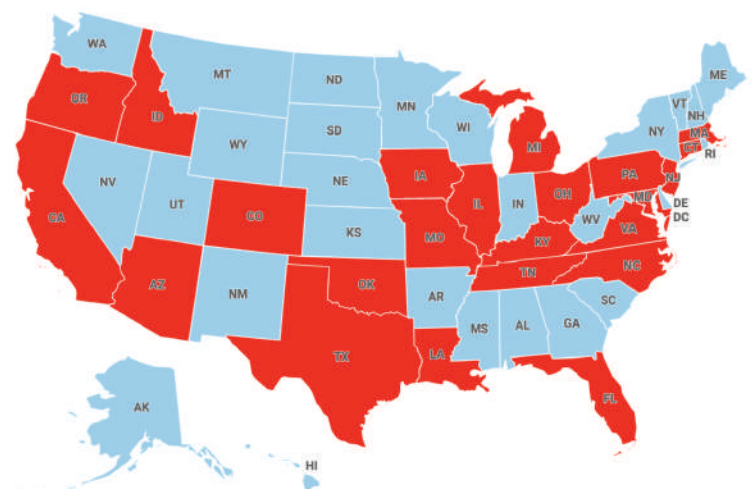 WA
MT
ND
MN
ME
OR
ID
WY
SD
WI
MI
VT
NH
NY
MA
CT
RI
NV
UT
CO
NE
IA
IL
IN
OH
PA
NJ
CA
KS
MO
KY
WV
VA
MD
DE
DC
AZ
NM
OK
AR
TN
NC
TX
LA
MS
AL
GA
SC
FL
AK
HI